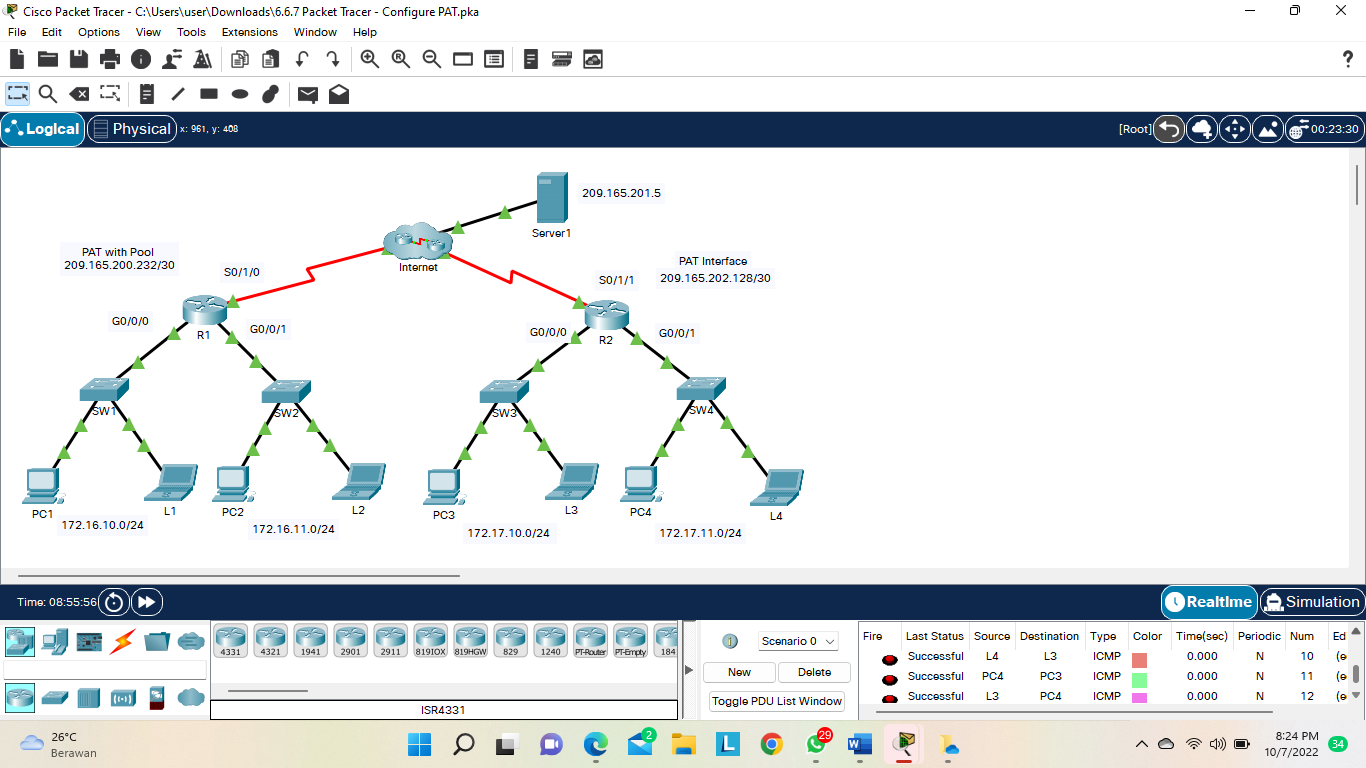 Cisco Packet Tracer - C:\Users\user\Downloads\6.6.7 Packet Tracer - Configure PAT.pka
File Edit Options View Tools Extensions Window Help
Logical Physical x: 961, y: 408 [Root] 00:23:30
209.165.201.5
Server1
PAT with Pool
209.165.200.232/30
Internet
PAT Interface
209.165.202.128/30
S0/1/0
S0/1/1
G0/0/0
R1
G0/0/1
G0/0/0
R2
G0/0/1
SW1
SW2
SW3
SW4
PC1
L1
PC2
L2
PC3
L3
PC4
L4
172.16.10.0/24
172.16.11.0/24
172.17.10.0/24
172.17.11.0/24
Time: 08:55:56
Realtime Simulation
4331 4321 1941 2901 2911 819IOX 819HGW 829 1240 PT-Router PT-Empty 184
ISR4331
Scenario 0
New Delete
Toggle PDU List Window
Fire Last Status Source Destination Type Color Time(sec) Periodic Num Ed
Successful L4 L3 ICMP 0.000 N 10 (e
Successful PC4 PC3 ICMP 0.000 N 11 (e
Successful L3 PC4 ICMP 0.000 N 12 (e
26°C
Berawan
2
29
8:24 PM
10/7/2022
34